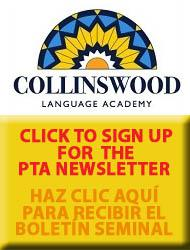 COLLINSWOOD
LANGUAGE ACADEMY
CLICK TO SIGN UP
FOR THE
PTA NEWSLETTER
HAZ CLIC AQUÍ
PARA RECIBIR EL
BOLETÍN SEMINAL